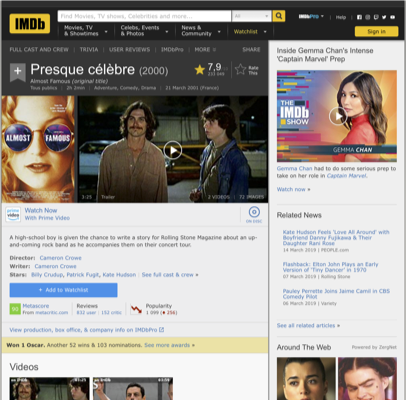 IMDb
Find Movies, TV shows, Celebrities and more...
All
IMDbPro
Help
Movies, TV
& Showtimes
Celebs, Events
& Photos
News &
Community
Watchlist
Sign in
FULL CAST AND CREW | TRIVIA | USER REVIEWS | IMDbPro | MORE
SHARE
Presque célèbre (2000)
Almost Famous (original title)
Tous publics | 2h 2min | Adventure, Comedy, Drama | 21 March 2001 (France)
7,9
Rate
This
ALMOST FAMOUS
3:25 | Trailer
2 VIDEOS | 72 IMAGES
Watch Now
With Prime Video
ON DISC
A high-school boy is given the chance to write a story for Rolling Stone Magazine about an up-
and-coming rock band as he accompanies them on their concert tour.
Director: Cameron Crowe
Writer: Cameron Crowe
Stars: Billy Crudup, Patrick Fugit, Kate Hudson | See full cast & crew »
+ Add to Watchlist
Metascore
From metacritic.com
Reviews
832 user | 152 critic
Popularity
1 099 (256)
View production, box office, & company info on IMDbPro
Won 1 Oscar. Another 52 wins & 103 nominations. See more awards »
Videos
Inside Gemma Chan's Intense
'Captain Marvel' Prep
THE
IMDb
SHOW
GEMMA CHAN
Gemma Chan had to do some serious prep
to take on her role in Captain Marvel.
Watch now »
Related News
Kate Hudson Feels 'Love All Around' with
Boyfriend Danny Fujikawa & Their
Daughter Rani Rose
14 March 2019 | PEOPLE.com
Flashback: Elton John Plays an Early
Version of 'Tiny Dancer' in 1970
07 March 2019 | Rolling Stone
Pauley Perrette Joins Jaime Camil in CBS
Comedy Pilot
06 March 2019 | Variety
See all related articles »
Around The Web
Powered by ZergNet